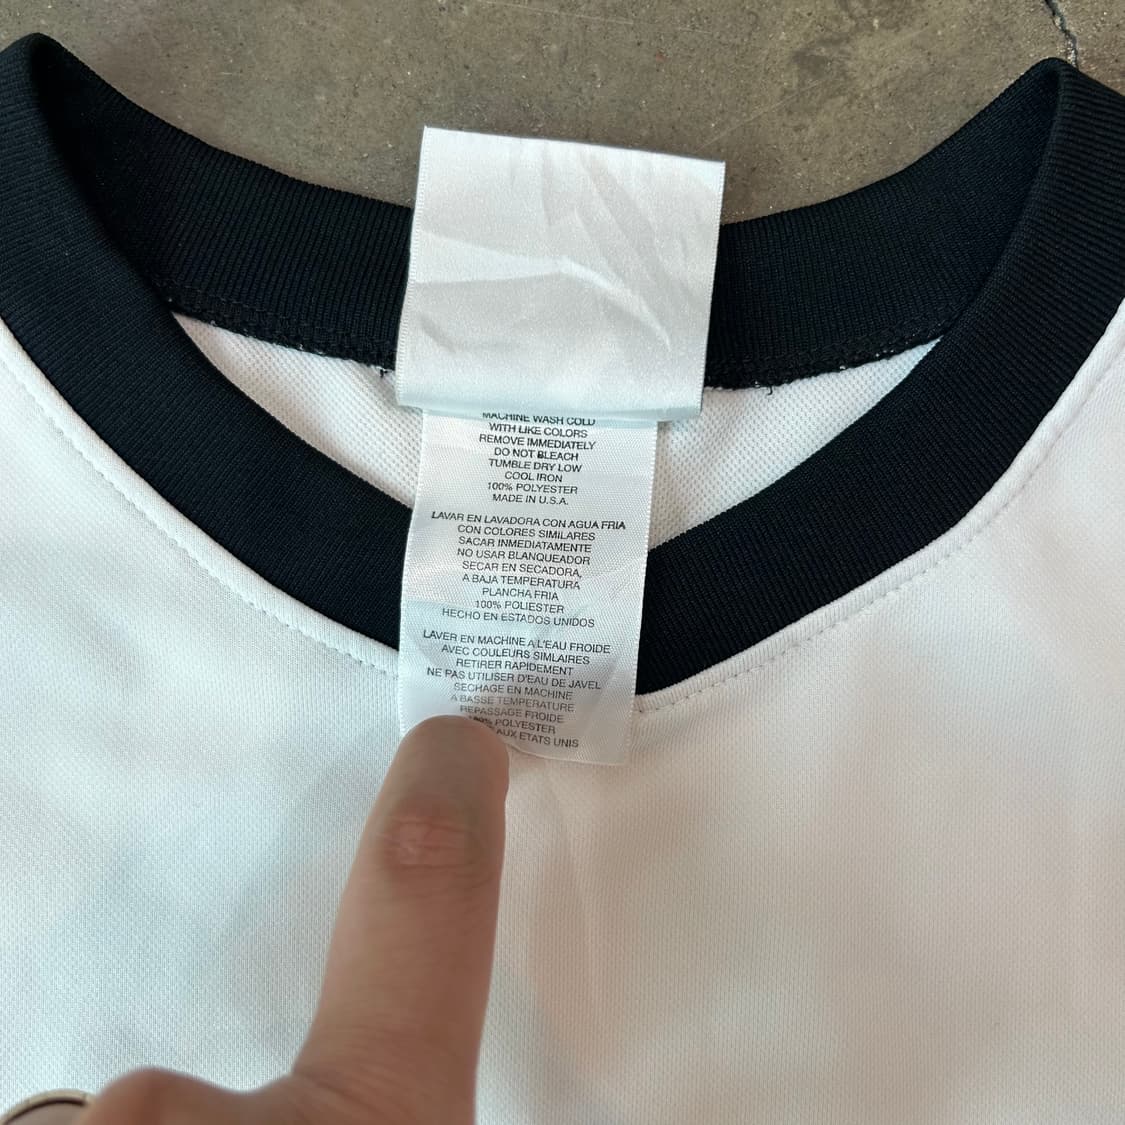 MACHINE WASH COLD
WITH LIKE COLORS
REMOVE IMMEDIATELY
DO NOT BLEACH
TUMBLE DRY LOW
COOL IRON
100% POLYESTER
MADE IN U.S.A.
LAVAR EN LAVADORA CON AGUA FRIA
CON COLORES SIMILARES
SACAR INMEDIATAMENTE
NO USAR BLANQUEADOR
SECAR EN SECADORA,
A BAJA TEMPERATURA
PLANCHA FRIA
100% POLIESTER
HECHO EN ESTADOS UNIDOS
LAVER EN MACHINE A L'EAU FROIDE
AVEC COULEURS SIMLAIRES
RETIRER RAPIDEMENT
NE PAS UTILISER D'EAU DE JAVEL
SECHAGE EN MACHINE
A BASSE TEMPERATURE
REPASSAGE FROIDE
100% POLYESTER
AUX ETATS UNIS